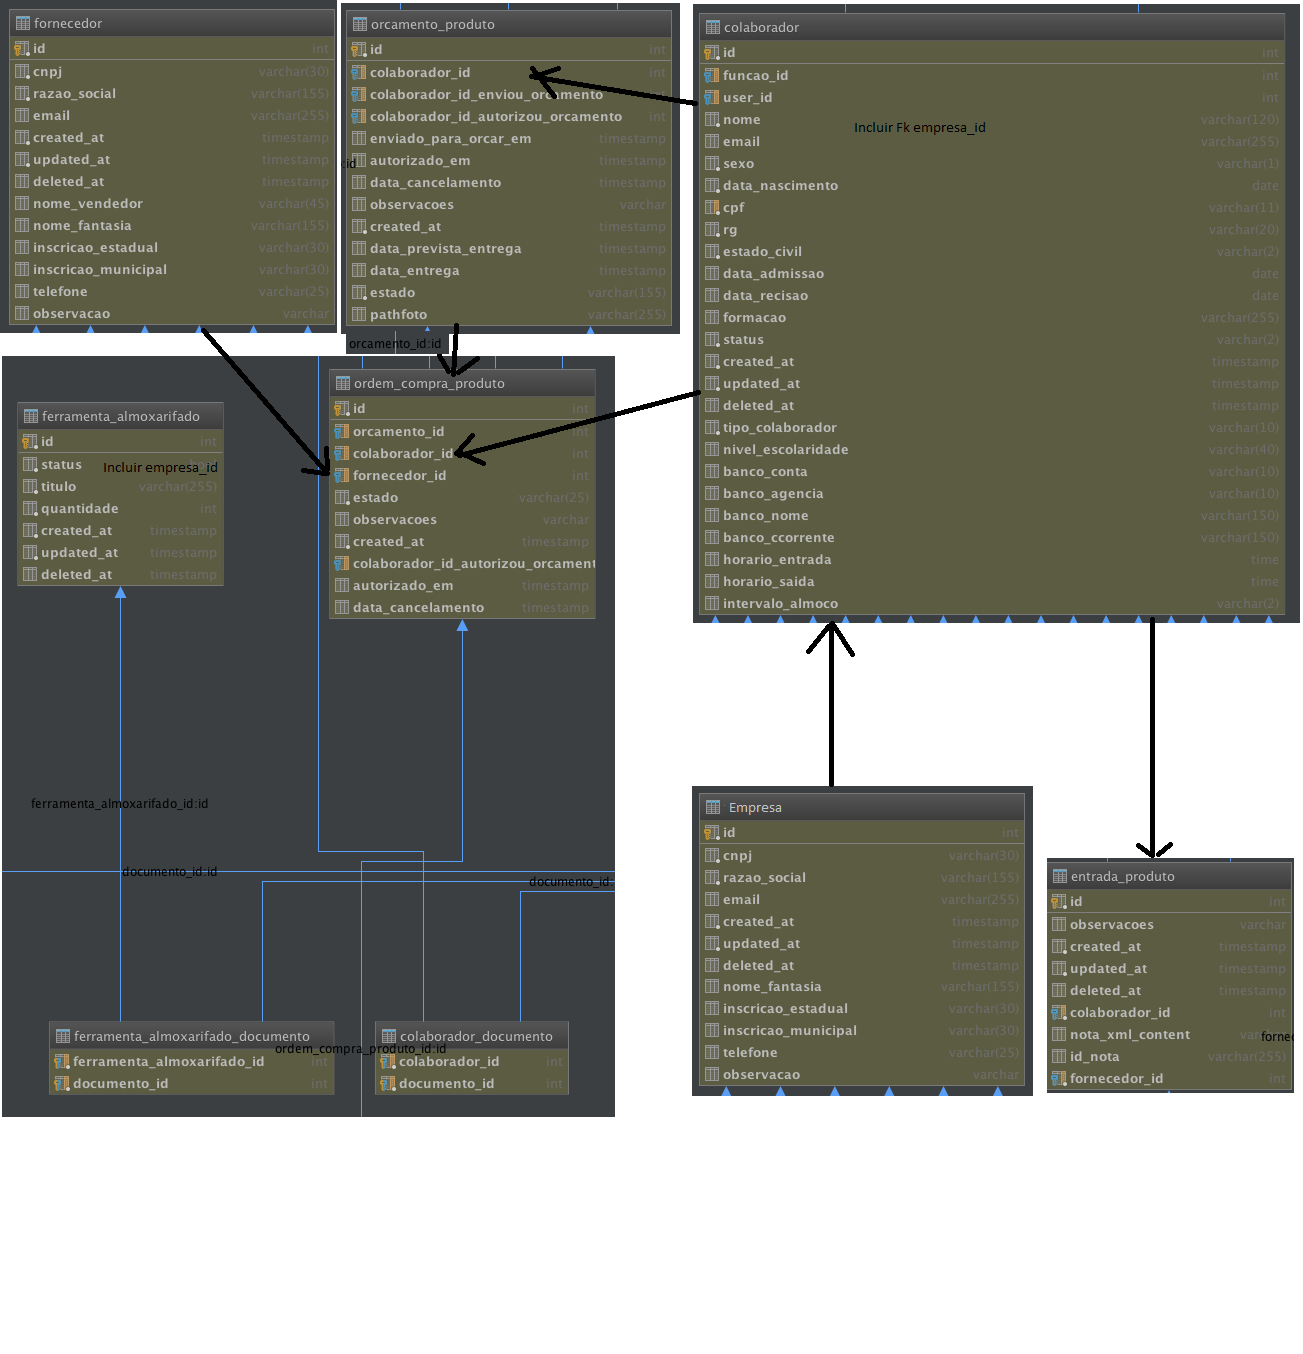 fornecedor
id int
cnpj varchar(30)
razao_social varchar(155)
email varchar(255)
created_at timestamp
updated_at timestamp
deleted_at timestamp
nome_vendedor varchar(45)
nome_fantasia varchar(155)
inscricao_estadual varchar(30)
inscricao_municipal varchar(30)
telefone varchar(25)
observacao varchar
orcamento_produto
id int
colaborador_id int
colaborador_id_enviou_orcamento int
colaborador_id_autorizou_orcamento int
enviado_para_orcar_em timestamp
:id
autorizado_em timestamp
data_cancelamento timestamp
observacoes varchar
created_at timestamp
data_prevista_entrega timestamp
data_entrega timestamp
estado varchar(155)
pathfoto varchar(255)
orcamento_id:id
colaborador
id int
funcao_id int
user_id int
nome varchar(120)
Incluir Fk empresa_id
email varchar(255)
sexo varchar(1)
data_nascimento date
cpf varchar(11)
rg varchar(20)
estado_civil varchar(2)
data_admissao date
data_recisao date
formacao varchar(255)
status varchar(2)
created_at timestamp
updated_at timestamp
deleted_at timestamp
tipo_colaborador varchar(10)
nivel_escolaridade varchar(40)
banco_conta varchar(10)
banco_agencia varchar(10)
banco_nome varchar(150)
banco_ccorrente varchar(150)
horario_entrada time
horario_saida time
intervalo_almoco varchar(2)
ferramenta_almoxarifado
id int
status
Incluir empresa_id
titulo varchar(255)
quantidade int
created_at timestamp
updated_at timestamp
deleted_at timestamp
ordem_compra_produto
id int
orcamento_id int
colaborador_id int
fornecedor_id int
estado varchar(25)
observacoes varchar
created_at timestamp
colaborador_id_autorizou_orcament
autorizado_em timestamp
data_cancelamento timestamp
ferramenta_almoxarifado_id:id
documento_id:id
documento_id:
ferramenta_almoxarifado_documento
ferramenta_almoxarifado_id int
documento_id int
ordem_compra_produto_id:id
colaborador_documento
colaborador_id int
documento_id int
Empresa
id int
cnpj varchar(30)
razao_social varchar(155)
email varchar(255)
created_at timestamp
updated_at timestamp
deleted_at timestamp
nome_fantasia varchar(155)
inscricao_estadual varchar(30)
inscricao_municipal varchar(30)
telefone varchar(25)
observacao varchar
entrada_produto
id int
observacoes varchar
created_at timestamp
updated_at timestamp
deleted_at timestamp
colaborador_id int
nota_xml_content
fornec
id_nota varchar(255)
fornecedor_id int